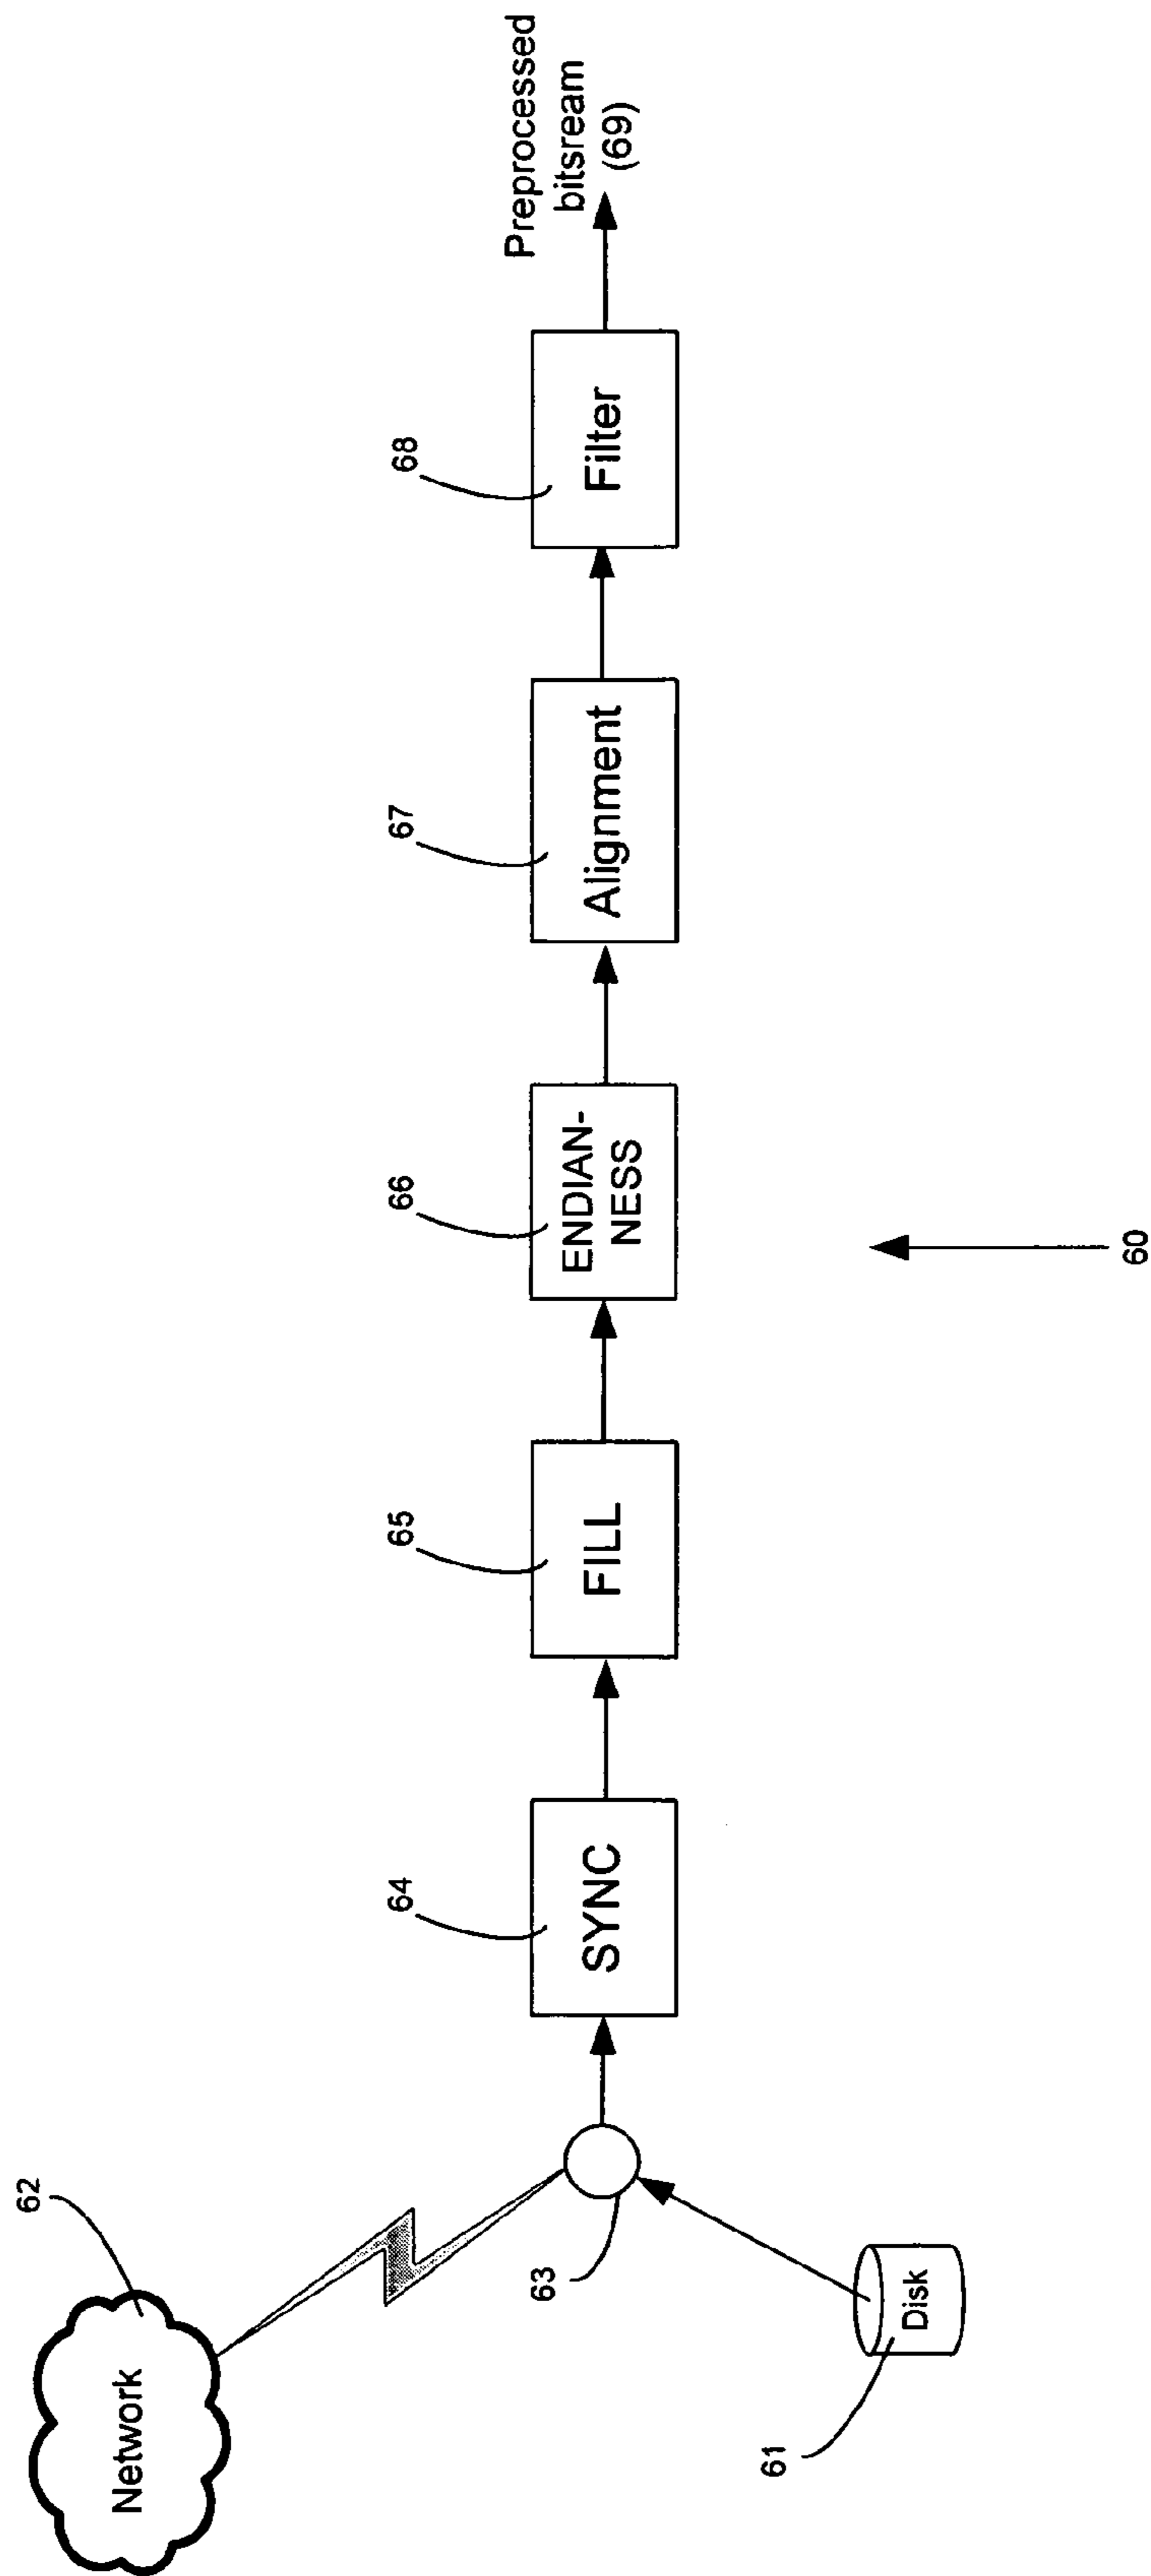 Network
62
Disk
61
63
SYNC
64
FILL
65
ENDIAN-
NESS
66
Alignment
67
Filter
68
Preprocessed
bitsream
(69)
60